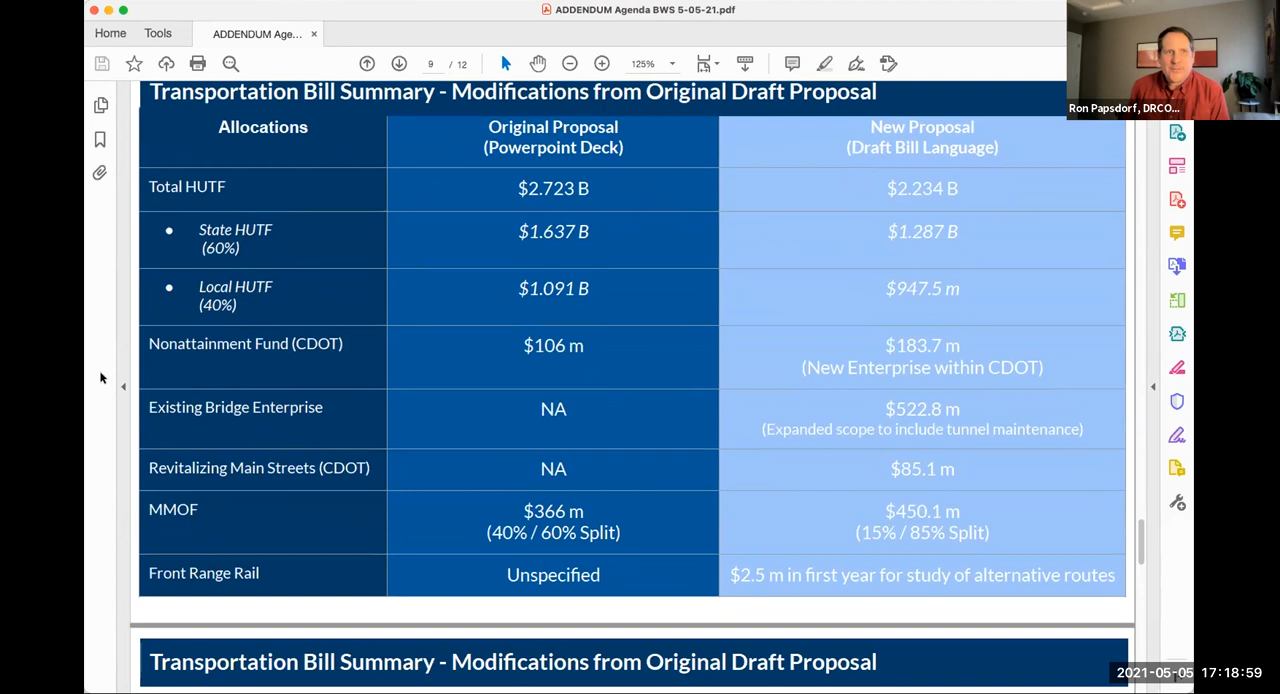 ADDENDUM Agenda BWS 5-05-21.pdf
Home Tools ADDENDUM Age... ×
9 / 12 125%
Ron Papsdorf, DRCO...
Transportation Bill Summary - Modifications from Original Draft Proposal
Allocations
Original Proposal
(Powerpoint Deck)
New Proposal
(Draft Bill Language)
Total HUTF
$2.723 B
$2.234 B
• State HUTF
(60%)
$1.637 B
$1.287 B
• Local HUTF
(40%)
$1.091 B
$947.5 m
Nonattainment Fund (CDOT)
$106 m
$183.7 m
(New Enterprise within CDOT)
Existing Bridge Enterprise
NA
$522.8 m
(Expanded scope to include tunnel maintenance)
Revitalizing Main Streets (CDOT)
NA
$85.1 m
MMOF
$366 m
(40% / 60% Split)
$450.1 m
(15% / 85% Split)
Front Range Rail
Unspecified
$2.5 m in first year for study of alternative routes
Transportation Bill Summary - Modifications from Original Draft Proposal
2021-05-05 17:18:59